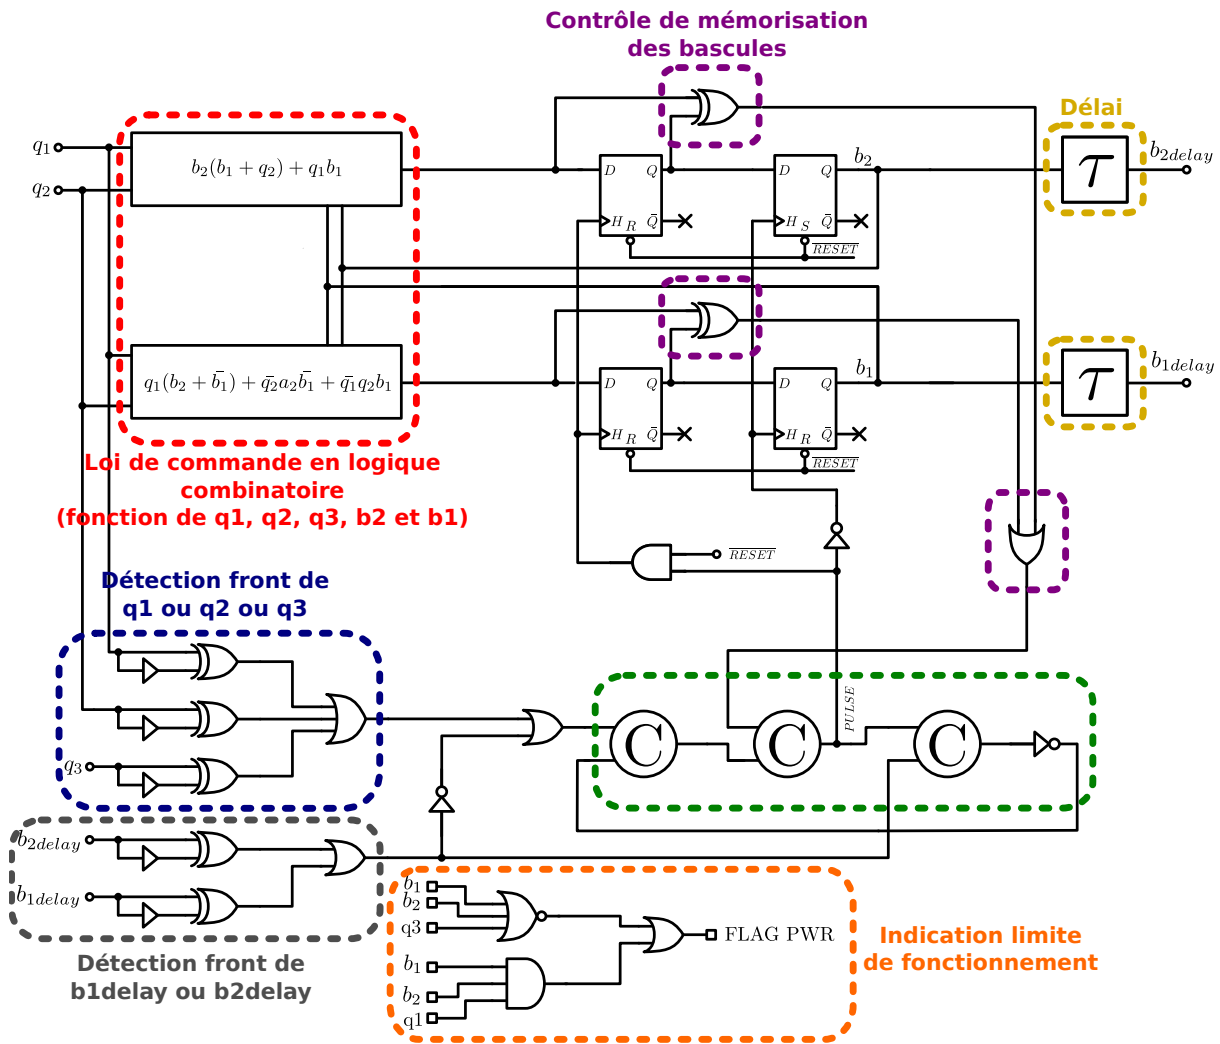 Contrôle de mémorisation
des bascules
Délai
q1
q2
b2(b1 + q2) + q1b1
D Q
H R Q̄
D Q
H S Q̄
b2
τ
b2delay
RESET
q1(b2 + b̄1) + q̄2a2b̄1 + q̄1q2b1
D Q
H R Q̄
D Q
H R Q̄
b1
τ
b1delay
RESET
Loi de commande en logique
combinatoire
(fonction de q1, q2, q3, b2 et b1)
RESET
Détection front de
q1 ou q2 ou q3
q3
C
C
PULSE
C
b2delay
b1delay
Détection front de
b1delay ou b2delay
b1
b2
q3
b1
b2
q1
FLAG PWR
Indication limite
de fonctionnement